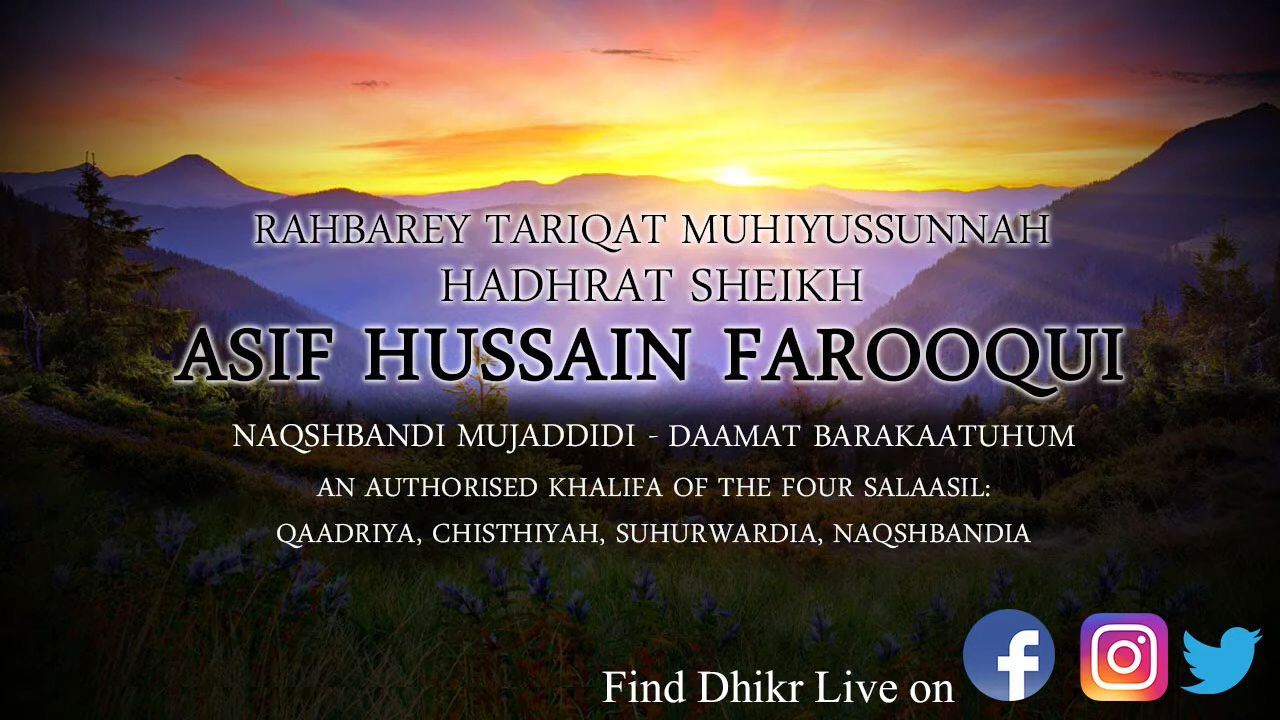 RAHBAREY TARIQAT MUHIYUSSUNNAH
HADHRAT SHEIKH
ASIF HUSSAIN FAROOQUI
NAQSHBANDI MUJADDIDI - DAAMAT BARAKAATUHUM
AN AUTHORISED KHALIFA OF THE FOUR SALAASIL:
QAADRIYA, CHISTHIYAH, SUHURWARDIA, NAQSHBANDIA
Find Dhikr Live on